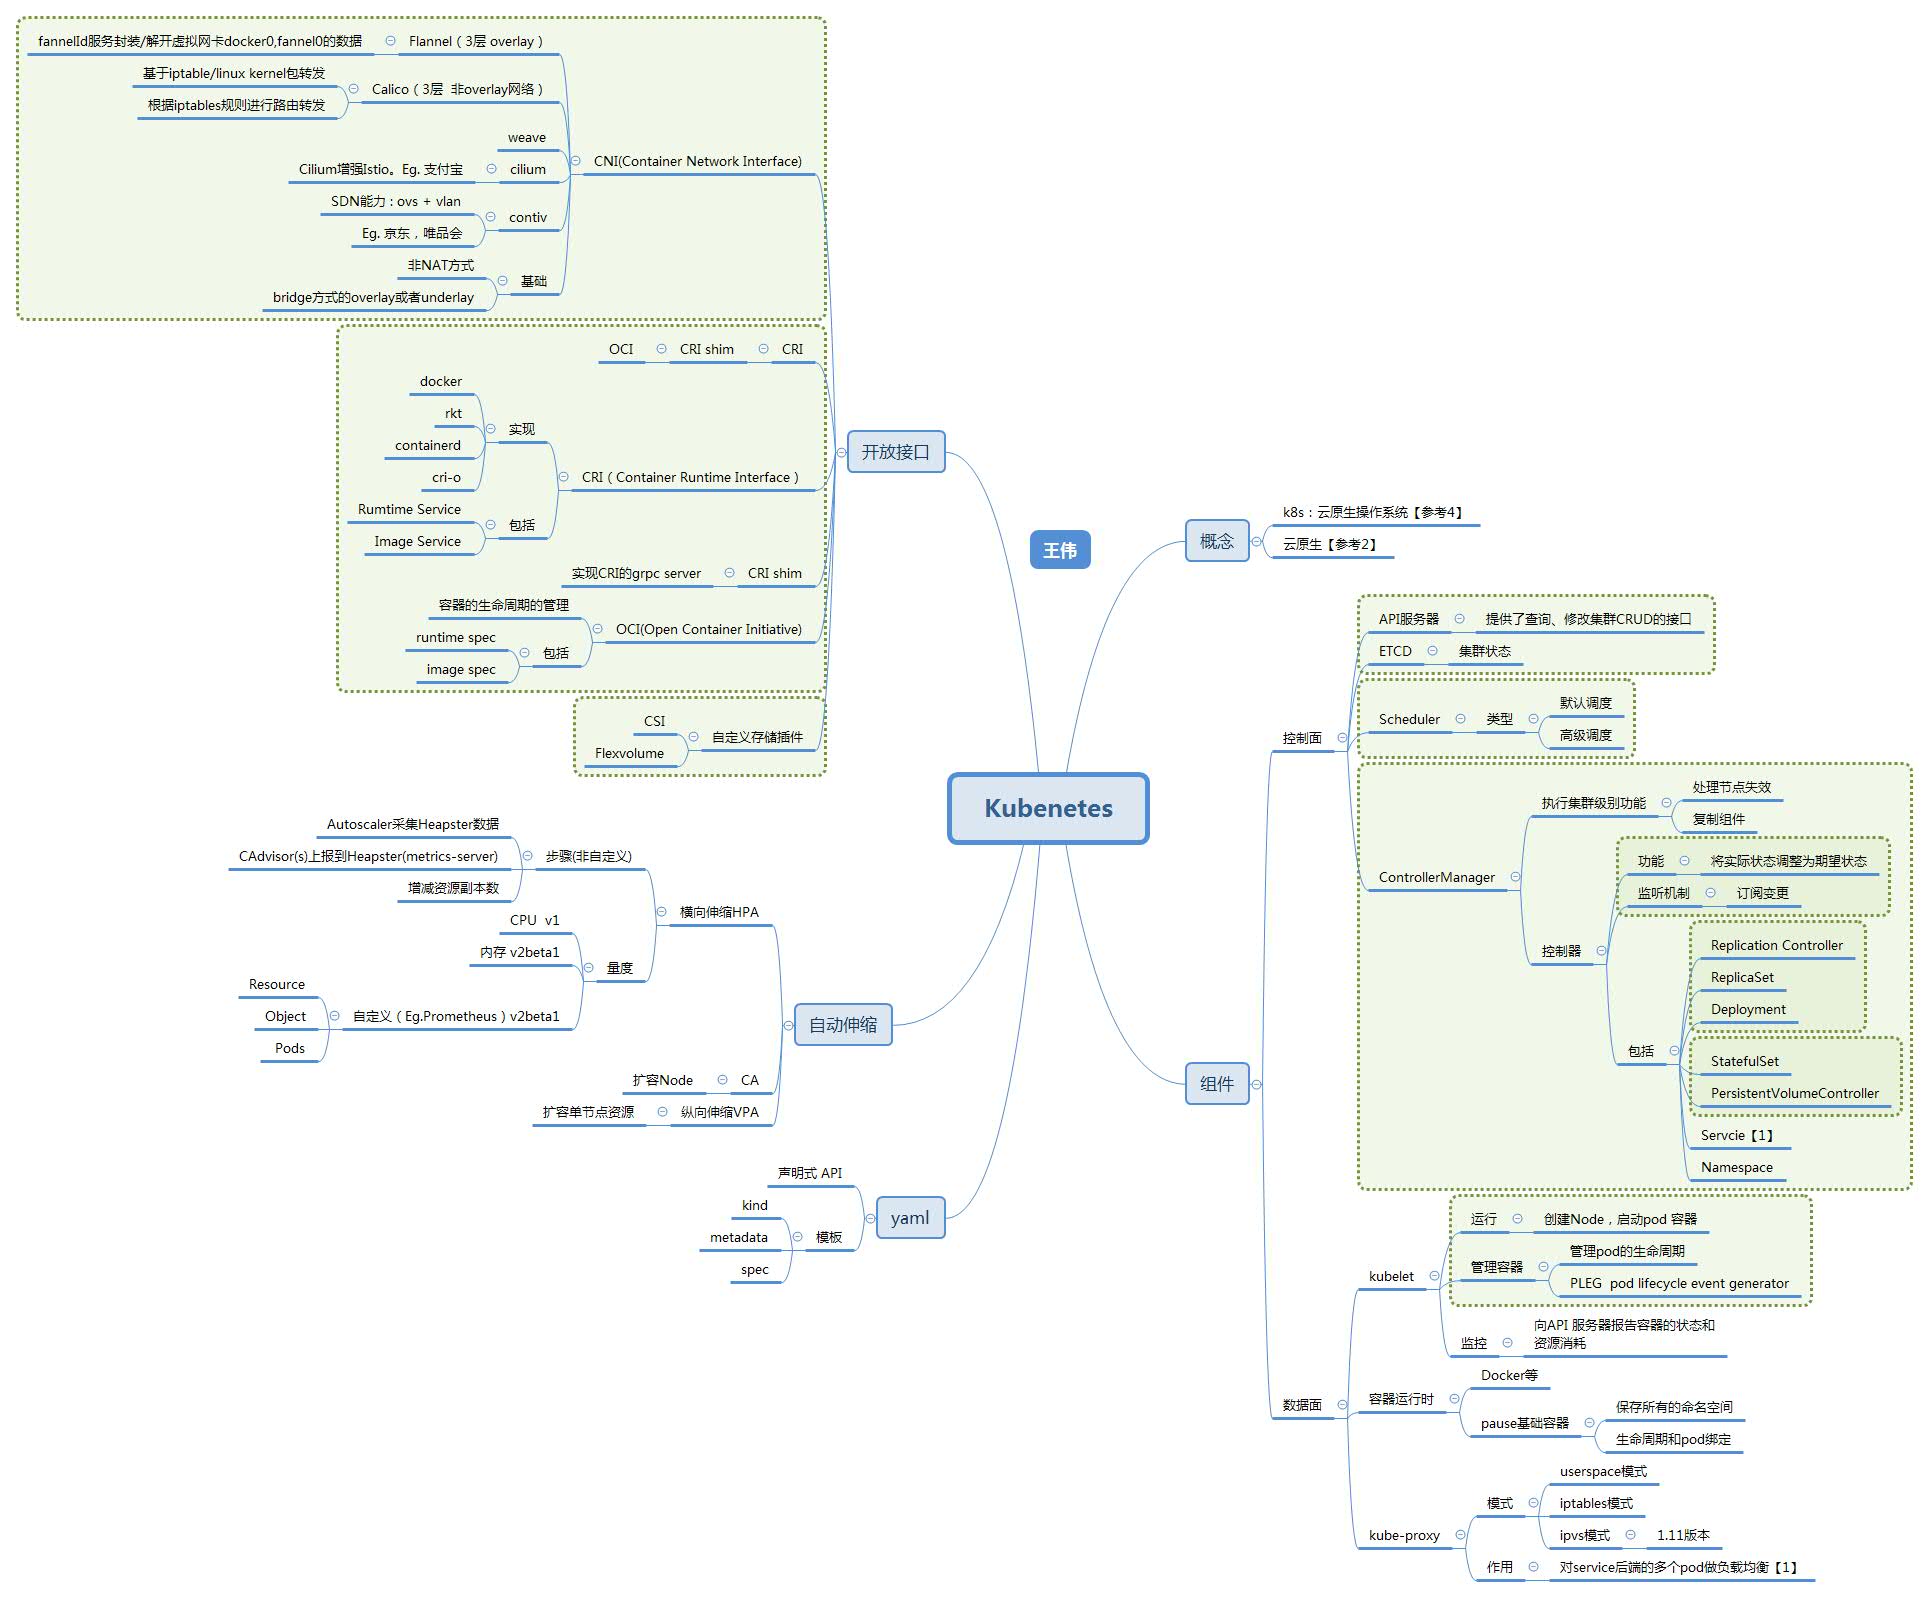 Kubenetes
王伟
开放接口
CNI(Container Network Interface)
Flannel（3层 overlay）
fannelId服务封装/解开虚拟网卡docker0,fannel0的数据
Calico（3层  非overlay网络）
基于iptable/linux kernel包转发
根据iptables规则进行路由转发
weave
cilium
Cilium增强Istio。Eg. 支付宝
contiv
SDN能力：ovs + vlan
Eg. 京东，唯品会
基础
非NAT方式
bridge方式的overlay或者underlay
CRI
CRI shim
OCI
CRI（Container Runtime Interface）
实现
docker
rkt
containerd
cri-o
包括
Rumtime Service
Image Service
CRI shim
实现CRI的grpc server
OCI(Open Container Initiative)
容器的生命周期的管理
包括
runtime spec
image spec
自定义存储插件
CSI
Flexvolume
自动伸缩
横向伸缩HPA
步骤(非自定义)
Autoscaler采集Heapster数据
CAdvisor(s)上报到Heapster(metrics-server)
增减资源副本数
量度
CPU  v1
内存 v2beta1
自定义（Eg.Prometheus）v2beta1
Resource
Object
Pods
CA
扩容Node
纵向伸缩VPA
扩容单节点资源
yaml
声明式 API
模板
kind
metadata
spec
概念
k8s：云原生操作系统【参考4】
云原生【参考2】
组件
控制面
API服务器
提供了查询、修改集群CRUD的接口
ETCD
集群状态
Scheduler
类型
默认调度
高级调度
ControllerManager
执行集群级别功能
处理节点失效
复制组件
控制器
功能
将实际状态调整为期望状态
监听机制
订阅变更
包括
Replication Controller
ReplicaSet
Deployment
StatefulSet
PersistentVolumeController
Servcie【1】
Namespace
数据面
kubelet
运行
创建Node，启动pod 容器
管理容器
管理pod的生命周期
PLEG  pod lifecycle event generator
监控
向API 服务器报告容器的状态和
资源消耗
容器运行时
Docker等
pause基础容器
保存所有的命名空间
生命周期和pod绑定
kube-proxy
模式
userspace模式
iptables模式
ipvs模式
1.11版本
作用
对service后端的多个pod做负载均衡【1】